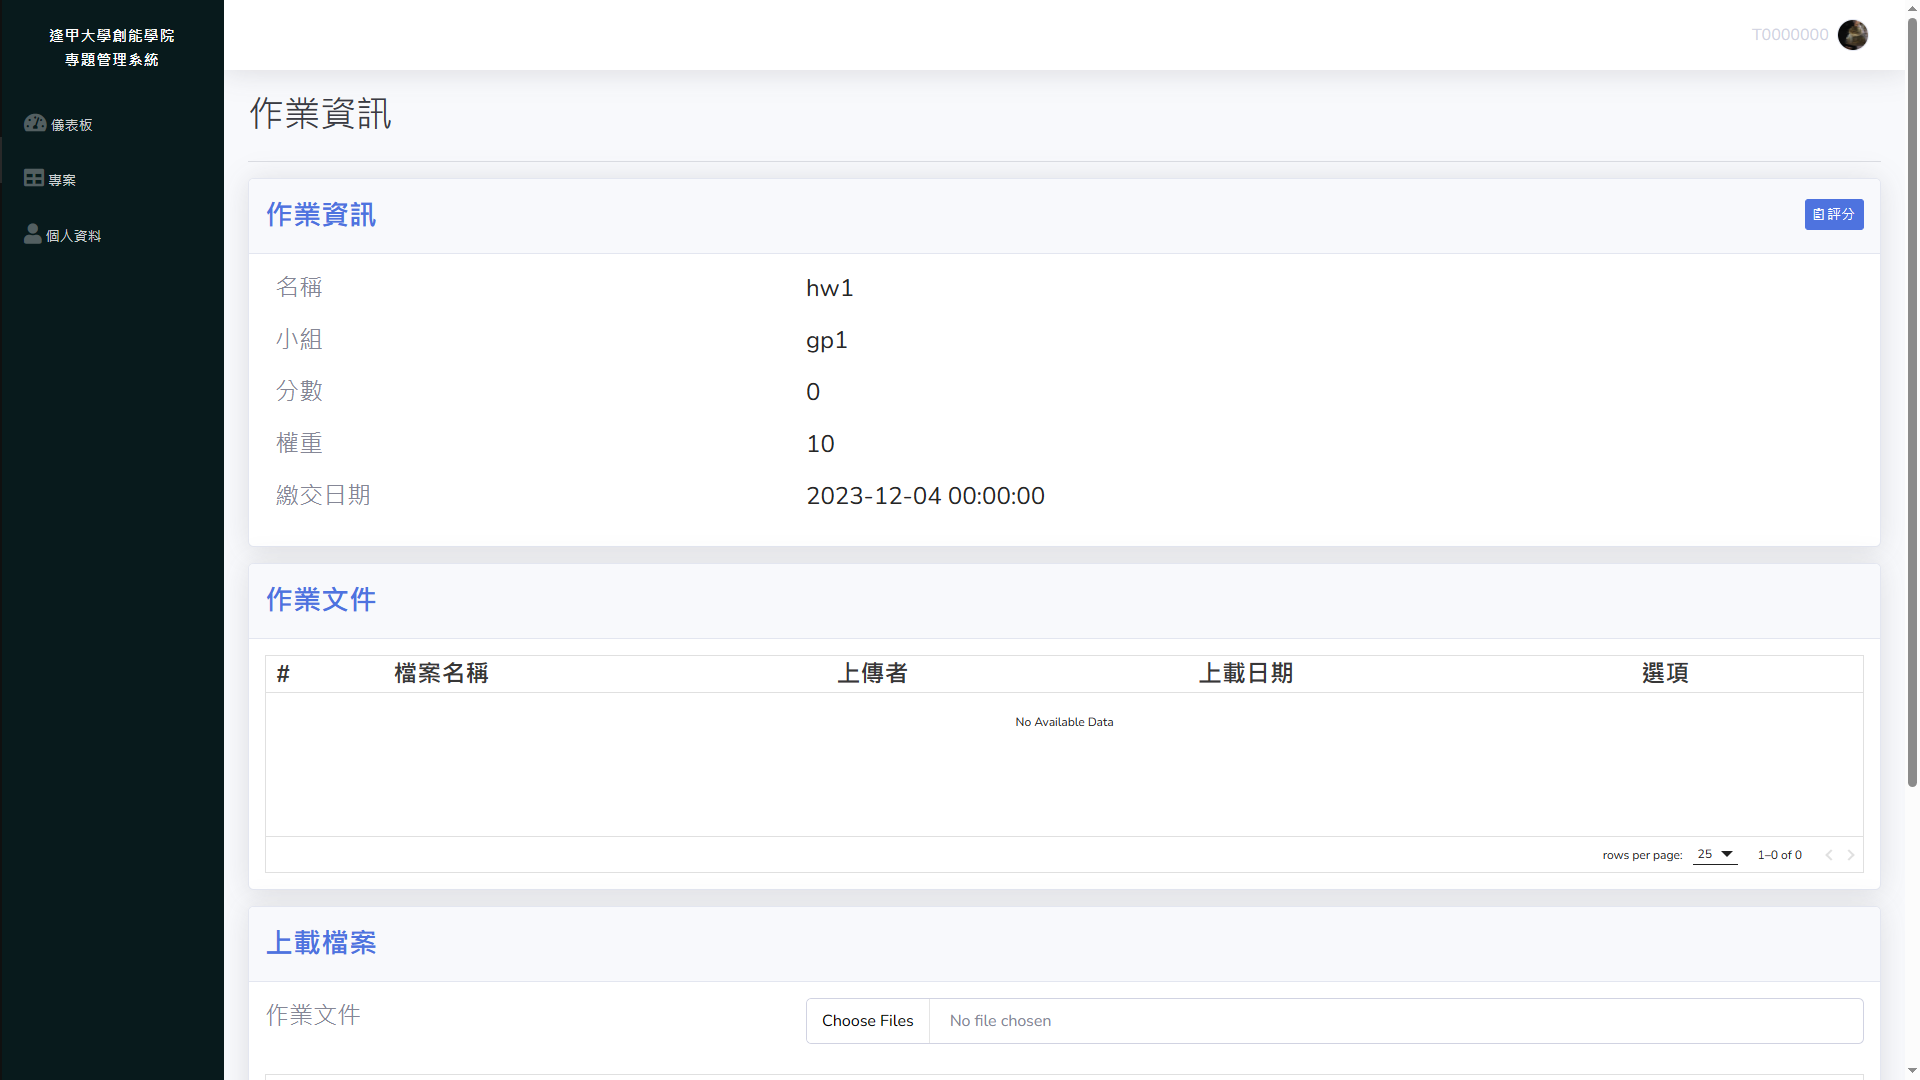 逢甲大學創能學院
專題管理系統
儀表板
專案
個人資料
T0000000
作業資訊
作業資訊
評分
名稱 hw1
小組 gp1
分數 0
權重 10
繳交日期 2023-12-04 00:00:00
作業文件
# 檔案名稱 上傳者 上載日期 選項
No Available Data
rows per page: 25 1–0 of 0
上載檔案
作業文件 Choose Files No file chosen